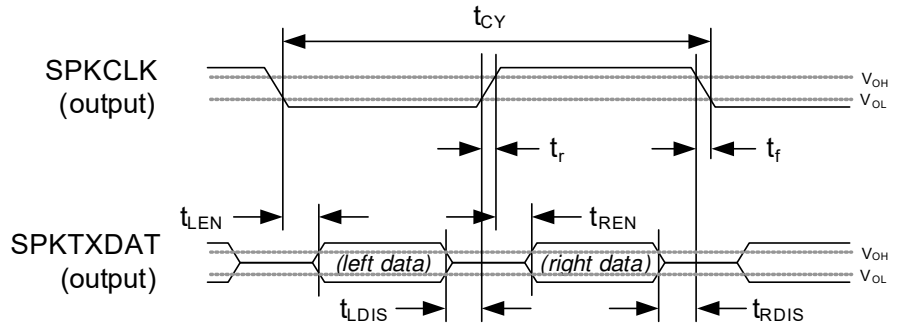 tCY
SPKCLK
(output)
VOH
VOL
tr
tf
tLEN
tREN
SPKTXDAT
(output)
(left data)
(right data)
VOH
VOL
tLDIS
tRDIS